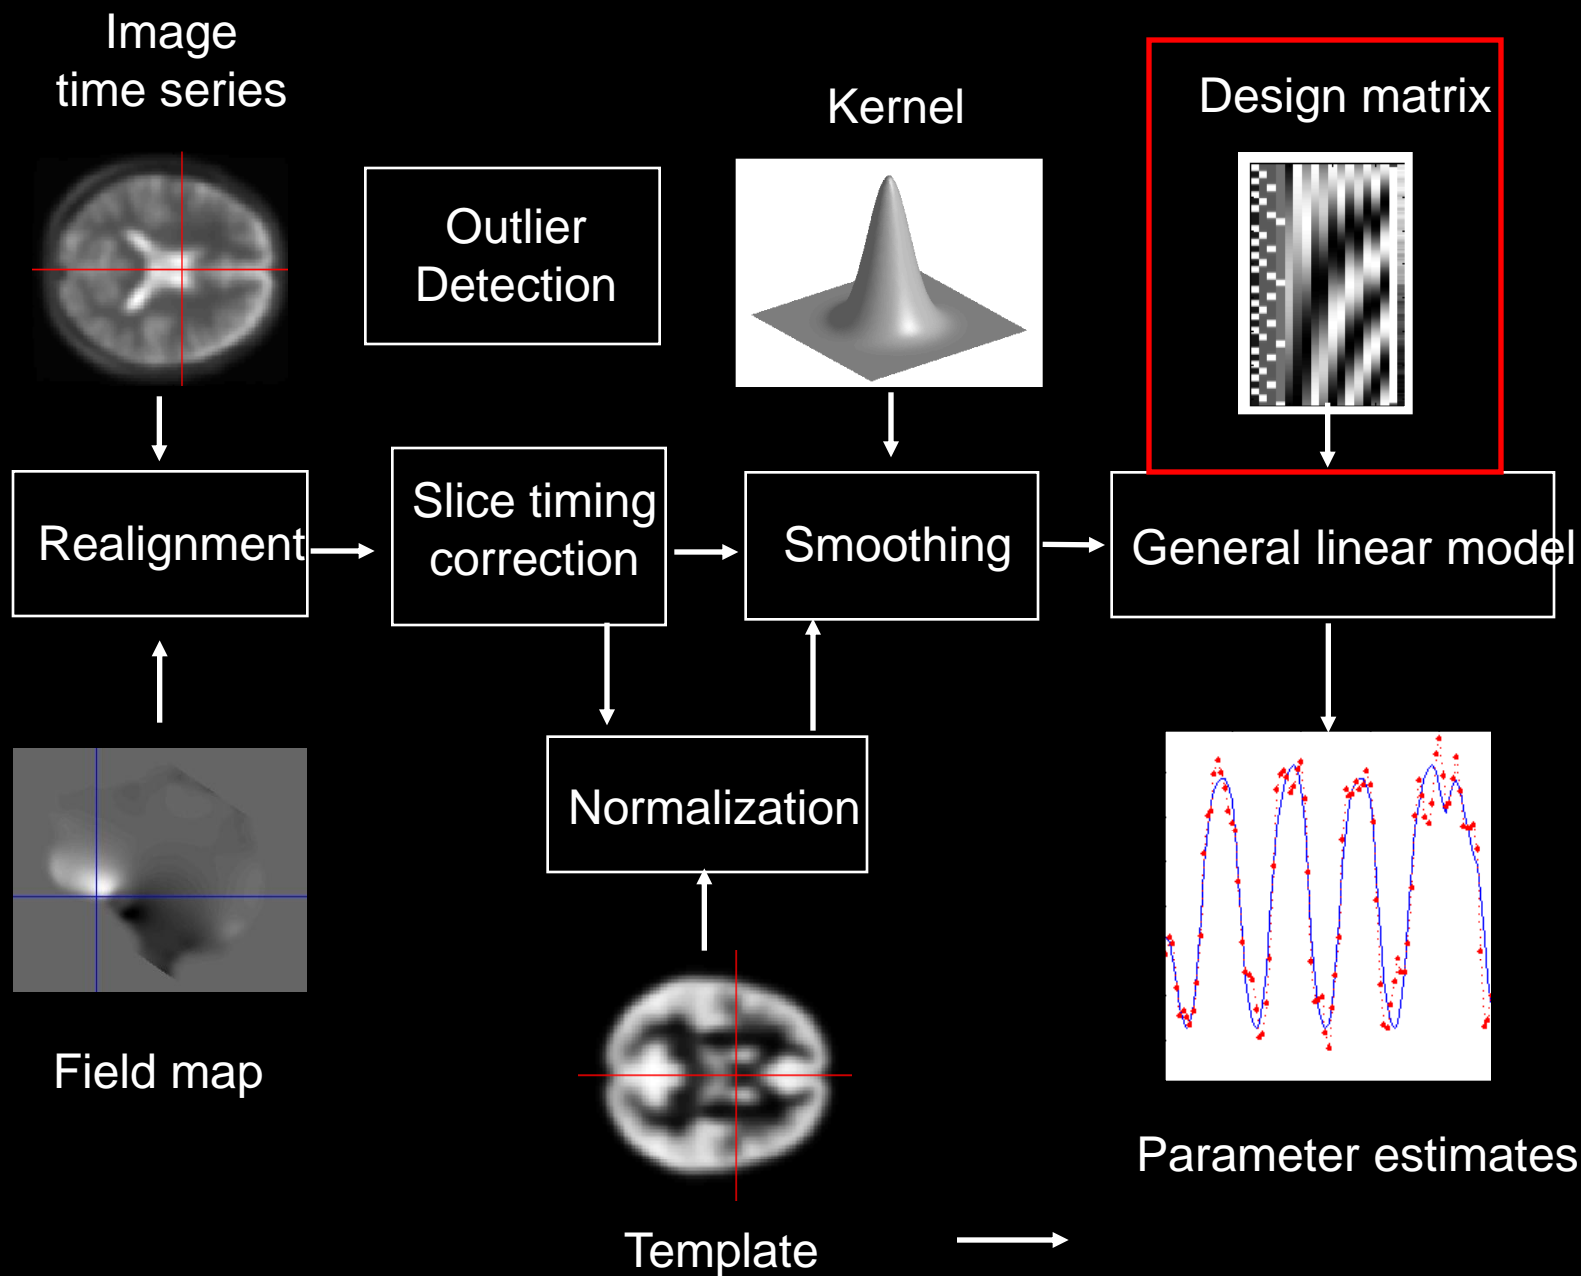 Image
time series
Kernel
Design matrix
Outlier
Detection
Realignment
Slice timing
correction
Smoothing
General linear model
Normalization
Field map
Parameter estimates
Template